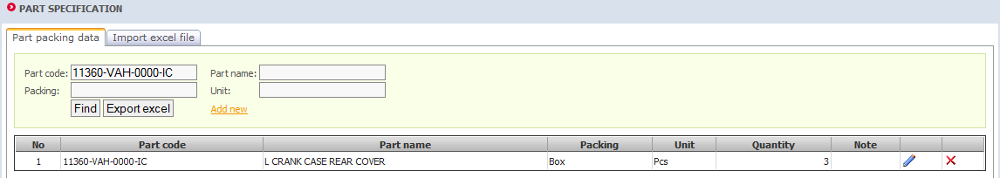 PART SPECIFICATION
Part packing data Import excel file
Part code: 11360-VAH-0000-IC Part name:
Packing: Unit:
Find Export excel Add new
No Part code Part name Packing Unit Quantity Note
1 11360-VAH-0000-IC L CRANK CASE REAR COVER Box Pcs 3